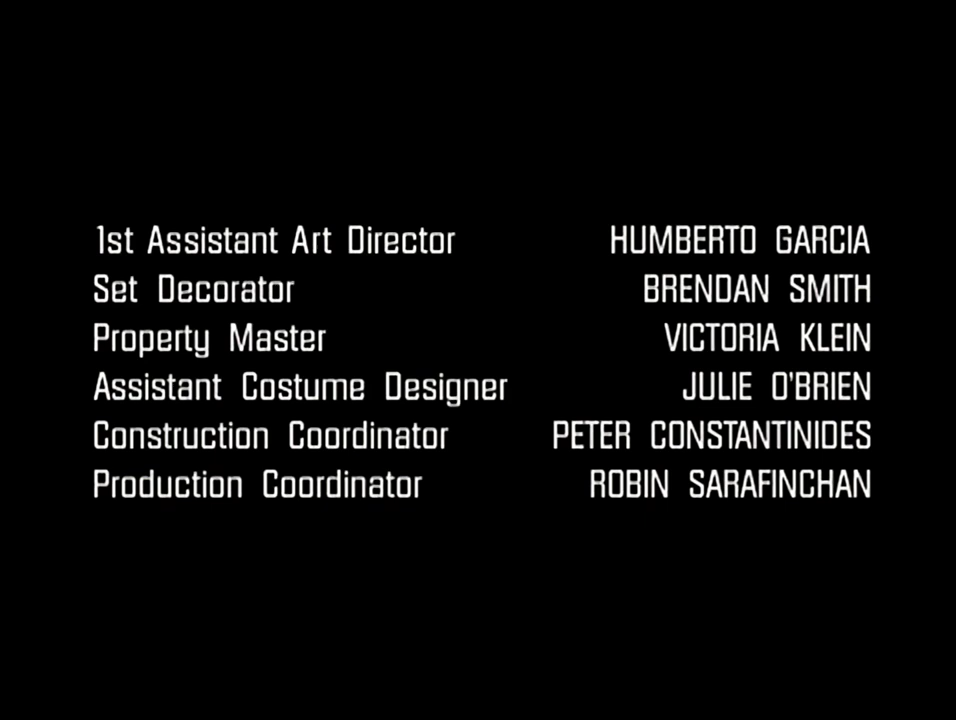 1st Assistant Art Director HUMBERTO GARCIA
Set Decorator BRENDAN SMITH
Property Master VICTORIA KLEIN
Assistant Costume Designer JULIE O'BRIEN
Construction Coordinator PETER CONSTANTINIDES
Production Coordinator ROBIN SARAFINCHAN